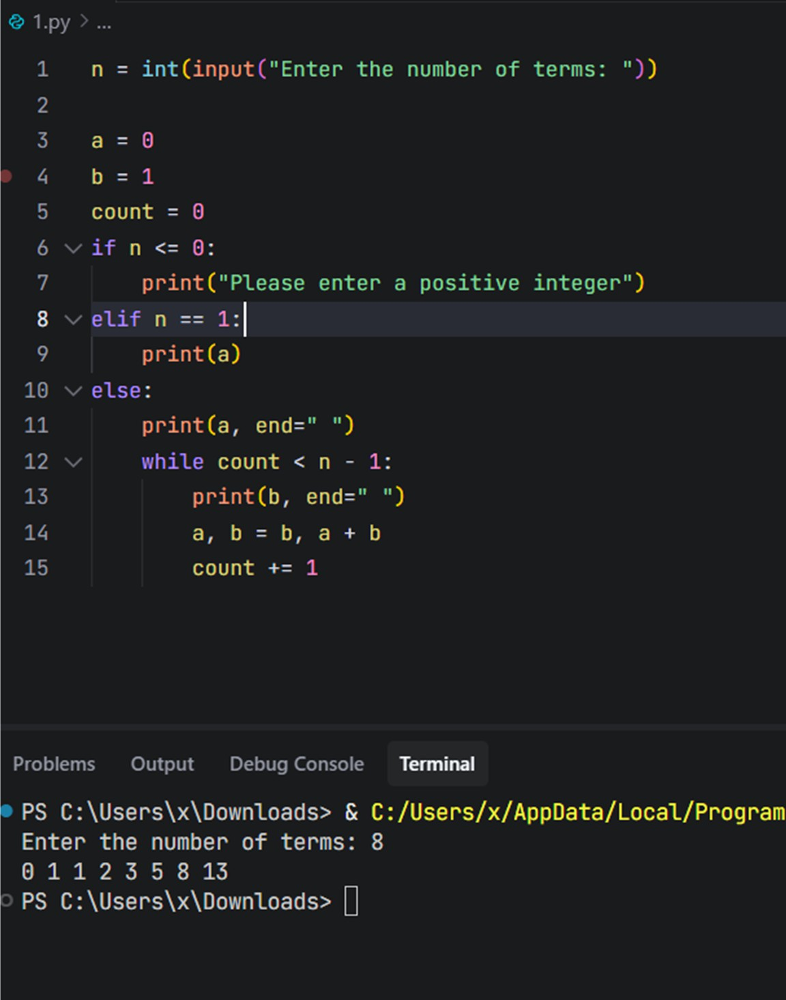 1.py > ...
1 n = int(input("Enter the number of terms: "))
2
3 a = 0
4 b = 1
5 count = 0
6 if n <= 0:
7     print("Please enter a positive integer")
8 elif n == 1:
9     print(a)
10 else:
11     print(a, end=" ")
12     while count < n - 1:
13         print(b, end=" ")
14         a, b = b, a + b
15         count += 1
Problems Output Debug Console Terminal
PS C:\Users\x\Downloads> & C:/Users/x/AppData/Local/Program
Enter the number of terms: 8
0 1 1 2 3 5 8 13
PS C:\Users\x\Downloads>